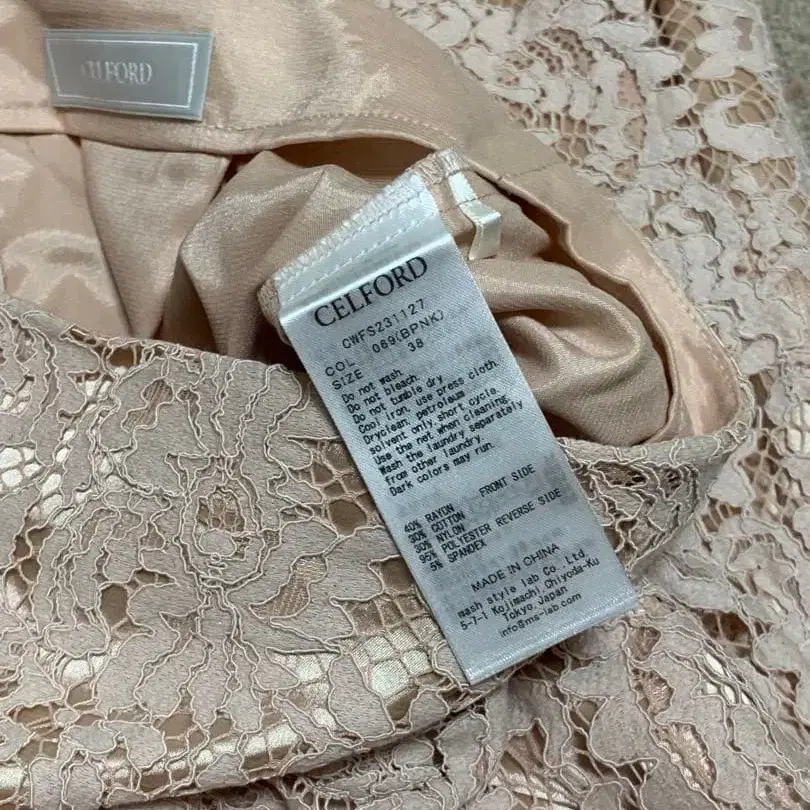 CELFORD
CELFORD
CWFS231127
COL 069(BPNK)
SIZE 38
Do not wash.
Do not bleach.
Do not tumble dry
Cool iron, use press cloth.
Dryclean, petroleum
solvent only,short cycle.
Use the net when cleaning.
Wash the laundry separately
from other laundry.
Dark colors may run.
40% RAYON FRONT SIDE
30% COTTON
30% NYLON
95% POLYESTER REVERSE SIDE
5% SPANDEX
MADE IN CHINA
mash style lab Co., Ltd.
5-7-1 Kojimachi,Chiyoda-Ku
Tokyo,Japan
info@ms-lab.com